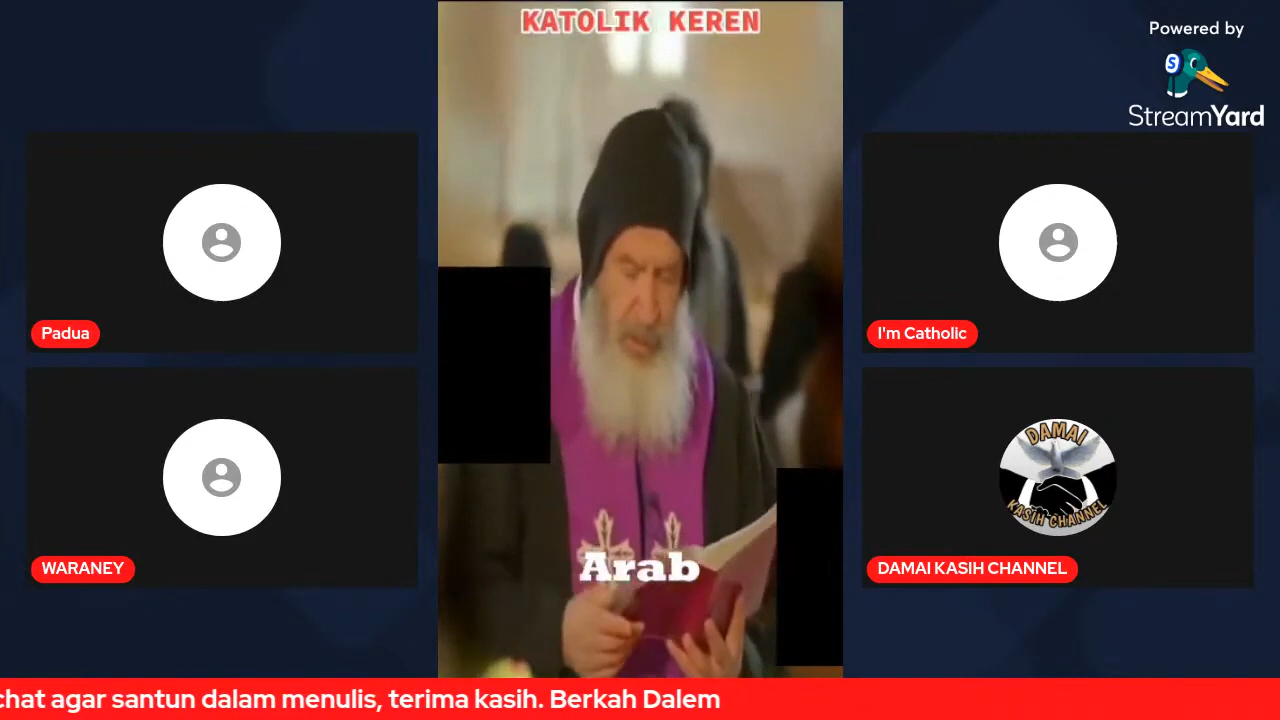 KATOLIK KEREN
Powered by
S
StreamYard
Padua
I'm Catholic
DAMAI
KASIH CHANNEL
WARANEY
DAMAI KASIH CHANNEL
Arab
chat agar santun dalam menulis, terima kasih. Berkah Dalem